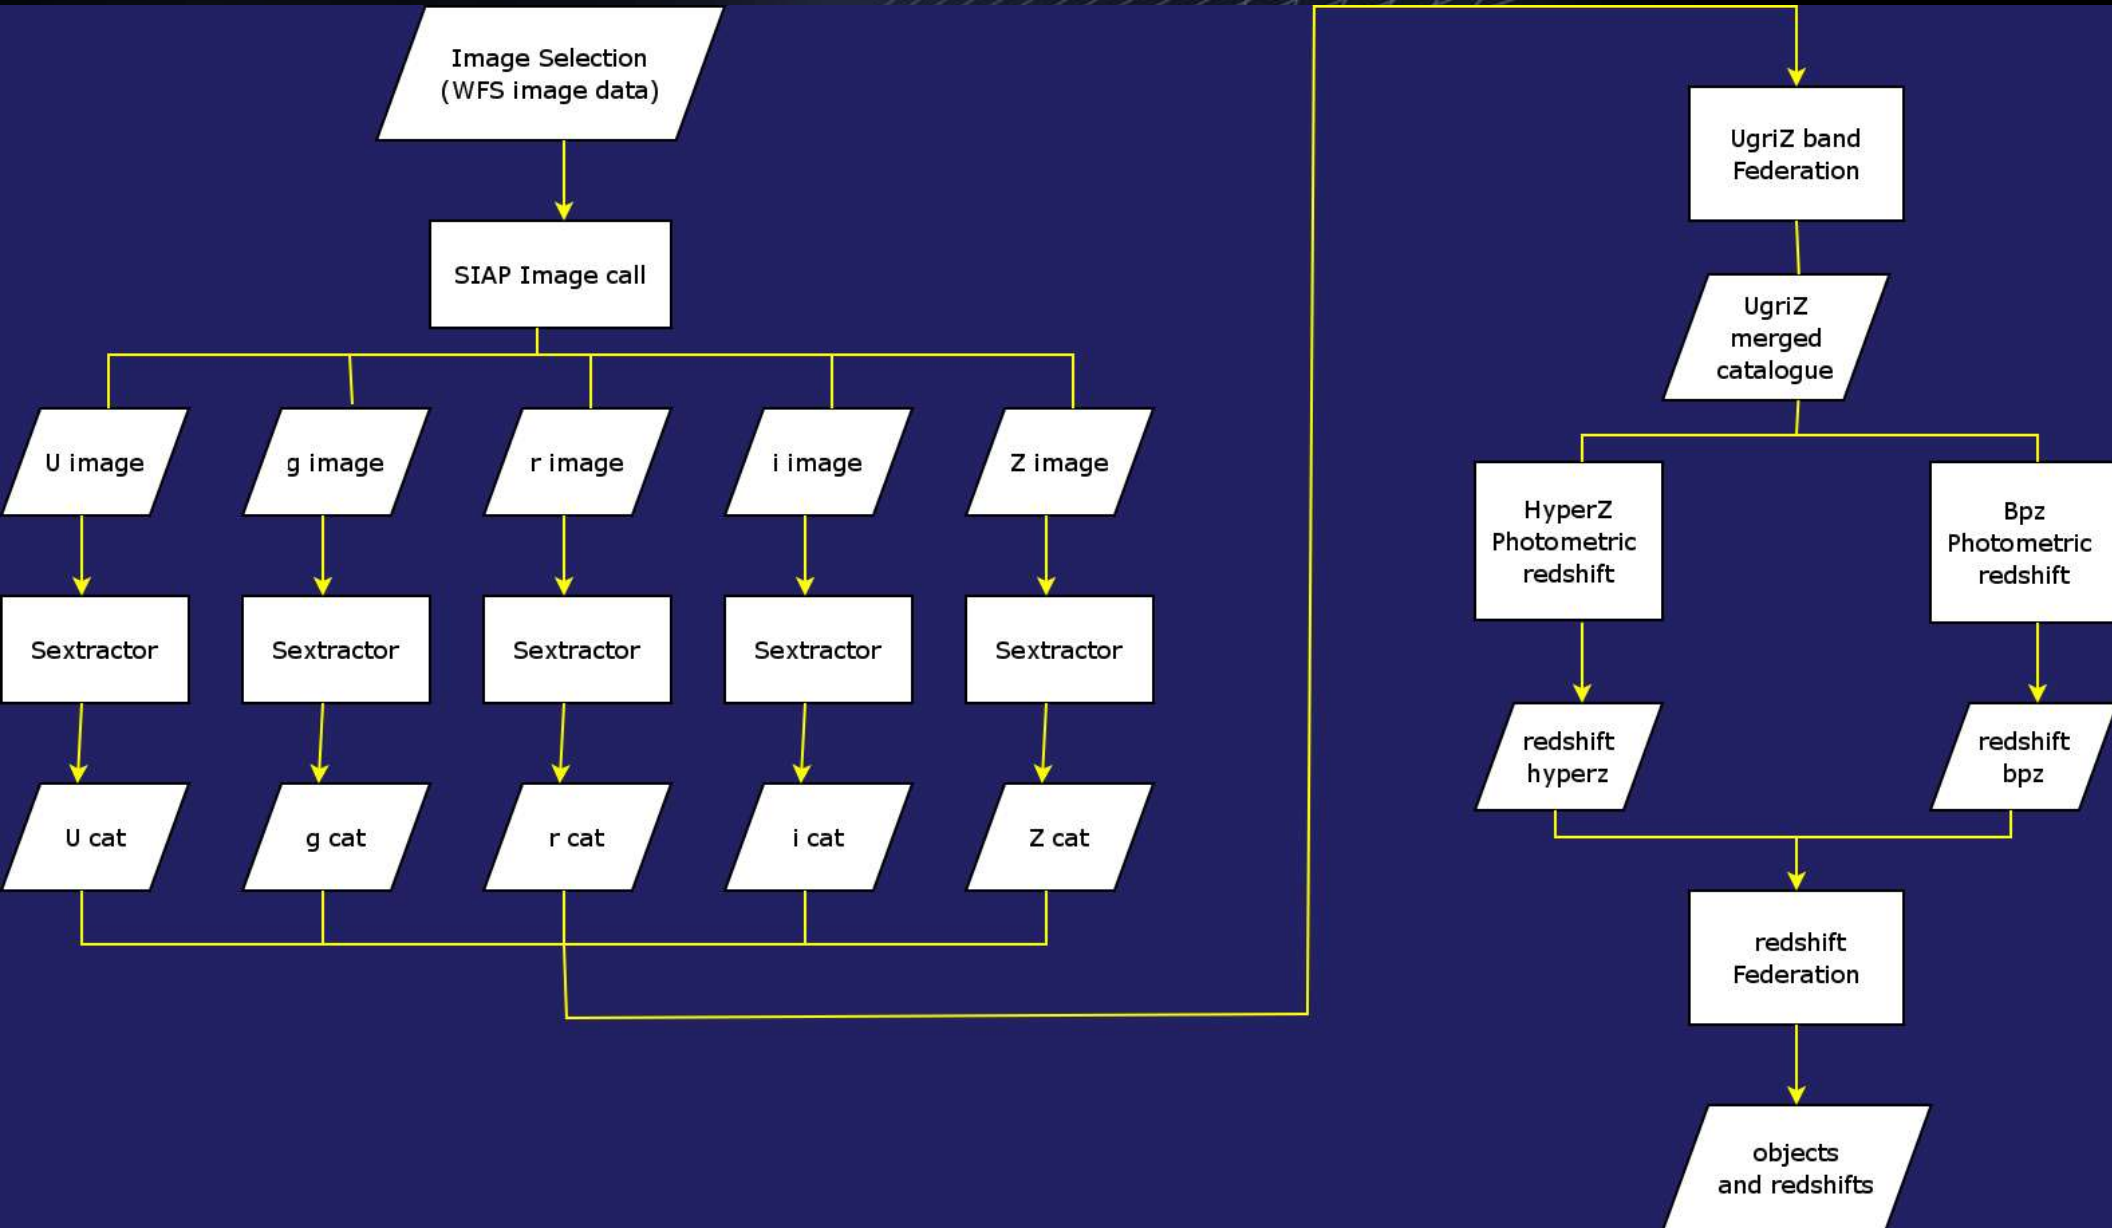 Image Selection
(WFS image data)
SIAP Image call
U image
g image
r image
i image
Z image
Sextractor
Sextractor
Sextractor
Sextractor
Sextractor
U cat
g cat
r cat
i cat
Z cat
UgriZ band
Federation
UgriZ
merged
catalogue
HyperZ
Photometric
redshift
Bpz
Photometric
redshift
redshift
hyperz
redshift
bpz
redshift
Federation
objects
and redshifts